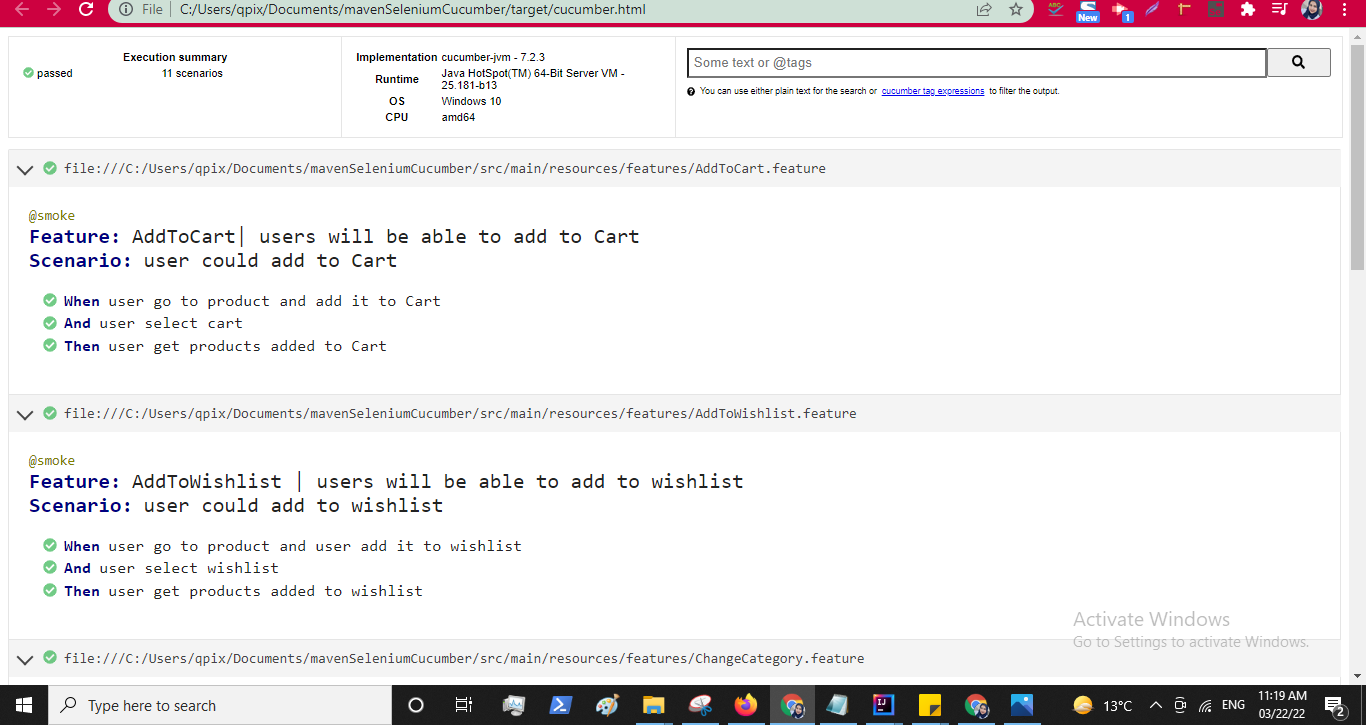 File
C:/Users/qpix/Documents/mavenSeleniumCucumber/target/cucumber.html
ABC
New
1
Execution summary
passed
11 scenarios
Implementation cucumber-jvm - 7.2.3
Runtime Java HotSpot(TM) 64-Bit Server VM -
25.181-b13
OS Windows 10
CPU amd64
Some text or @tags
You can use either plain text for the search or cucumber tag expressions to filter the output.
file:///C:/Users/qpix/Documents/mavenSeleniumCucumber/src/main/resources/features/AddToCart.feature
@smoke
Feature: AddToCart| users will be able to add to Cart
Scenario: user could add to Cart
When user go to product and add it to Cart
And user select cart
Then user get products added to Cart
file:///C:/Users/qpix/Documents/mavenSeleniumCucumber/src/main/resources/features/AddToWishlist.feature
@smoke
Feature: AddToWishlist | users will be able to add to wishlist
Scenario: user could add to wishlist
When user go to product and user add it to wishlist
And user select wishlist
Then user get products added to wishlist
Activate Windows
Go to Settings to activate Windows.
file:///C:/Users/qpix/Documents/mavenSeleniumCucumber/src/main/resources/features/ChangeCategory.feature
Type here to search
IJ
13°C
ENG
11:19 AM
03/22/22
2